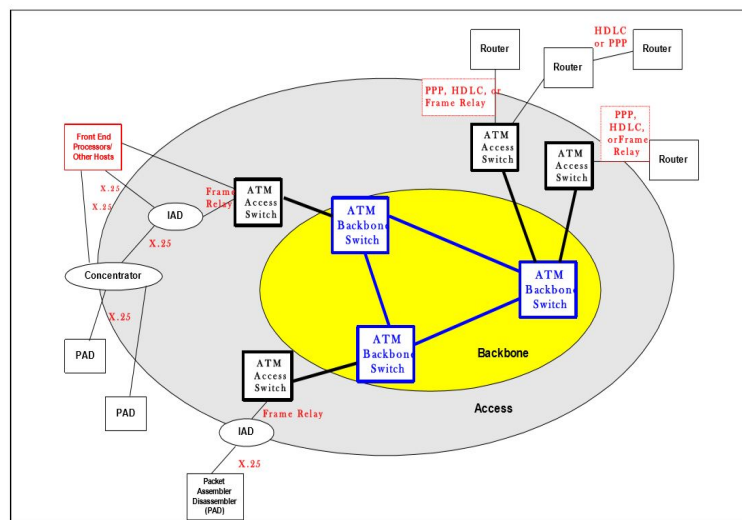 HDLC
or PPP
Router
Router
Router
PPP, HDLC, or
Frame Relay
PPP,
HDLC,
orFrame
Relay
Router
ATM
Access
Switch
ATM
Access
Switch
Front End
Processors/
Other Hosts
X.25
X.25
Frame
Relay
ATM
Access
Switch
IAD
ATM
Backbone
Switch
X.25
Concentrator
ATM
Backbone
Switch
X.25
ATM
Backbone
Switch
PAD
ATM
Access
Switch
Backbone
PAD
Frame Relay
Access
IAD
X.25
Packet
Assembler
Disassembler
(PAD)